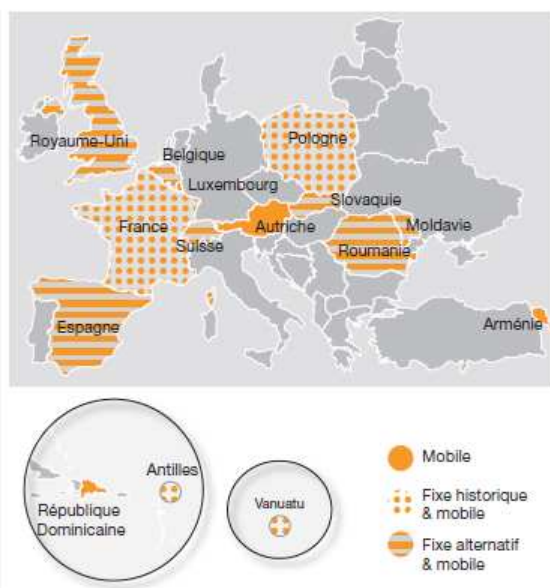 Royaume-Uni
Pologne
Belgique
Luxembourg
Slovaquie
France
Autriche
Moldavie
Suisse
Roumanie
Espagne
Arménie
Antilles
République
Dominicaine
Vanuatu
Mobile
Fixe historique
& mobile
Fixe alternatif
& mobile